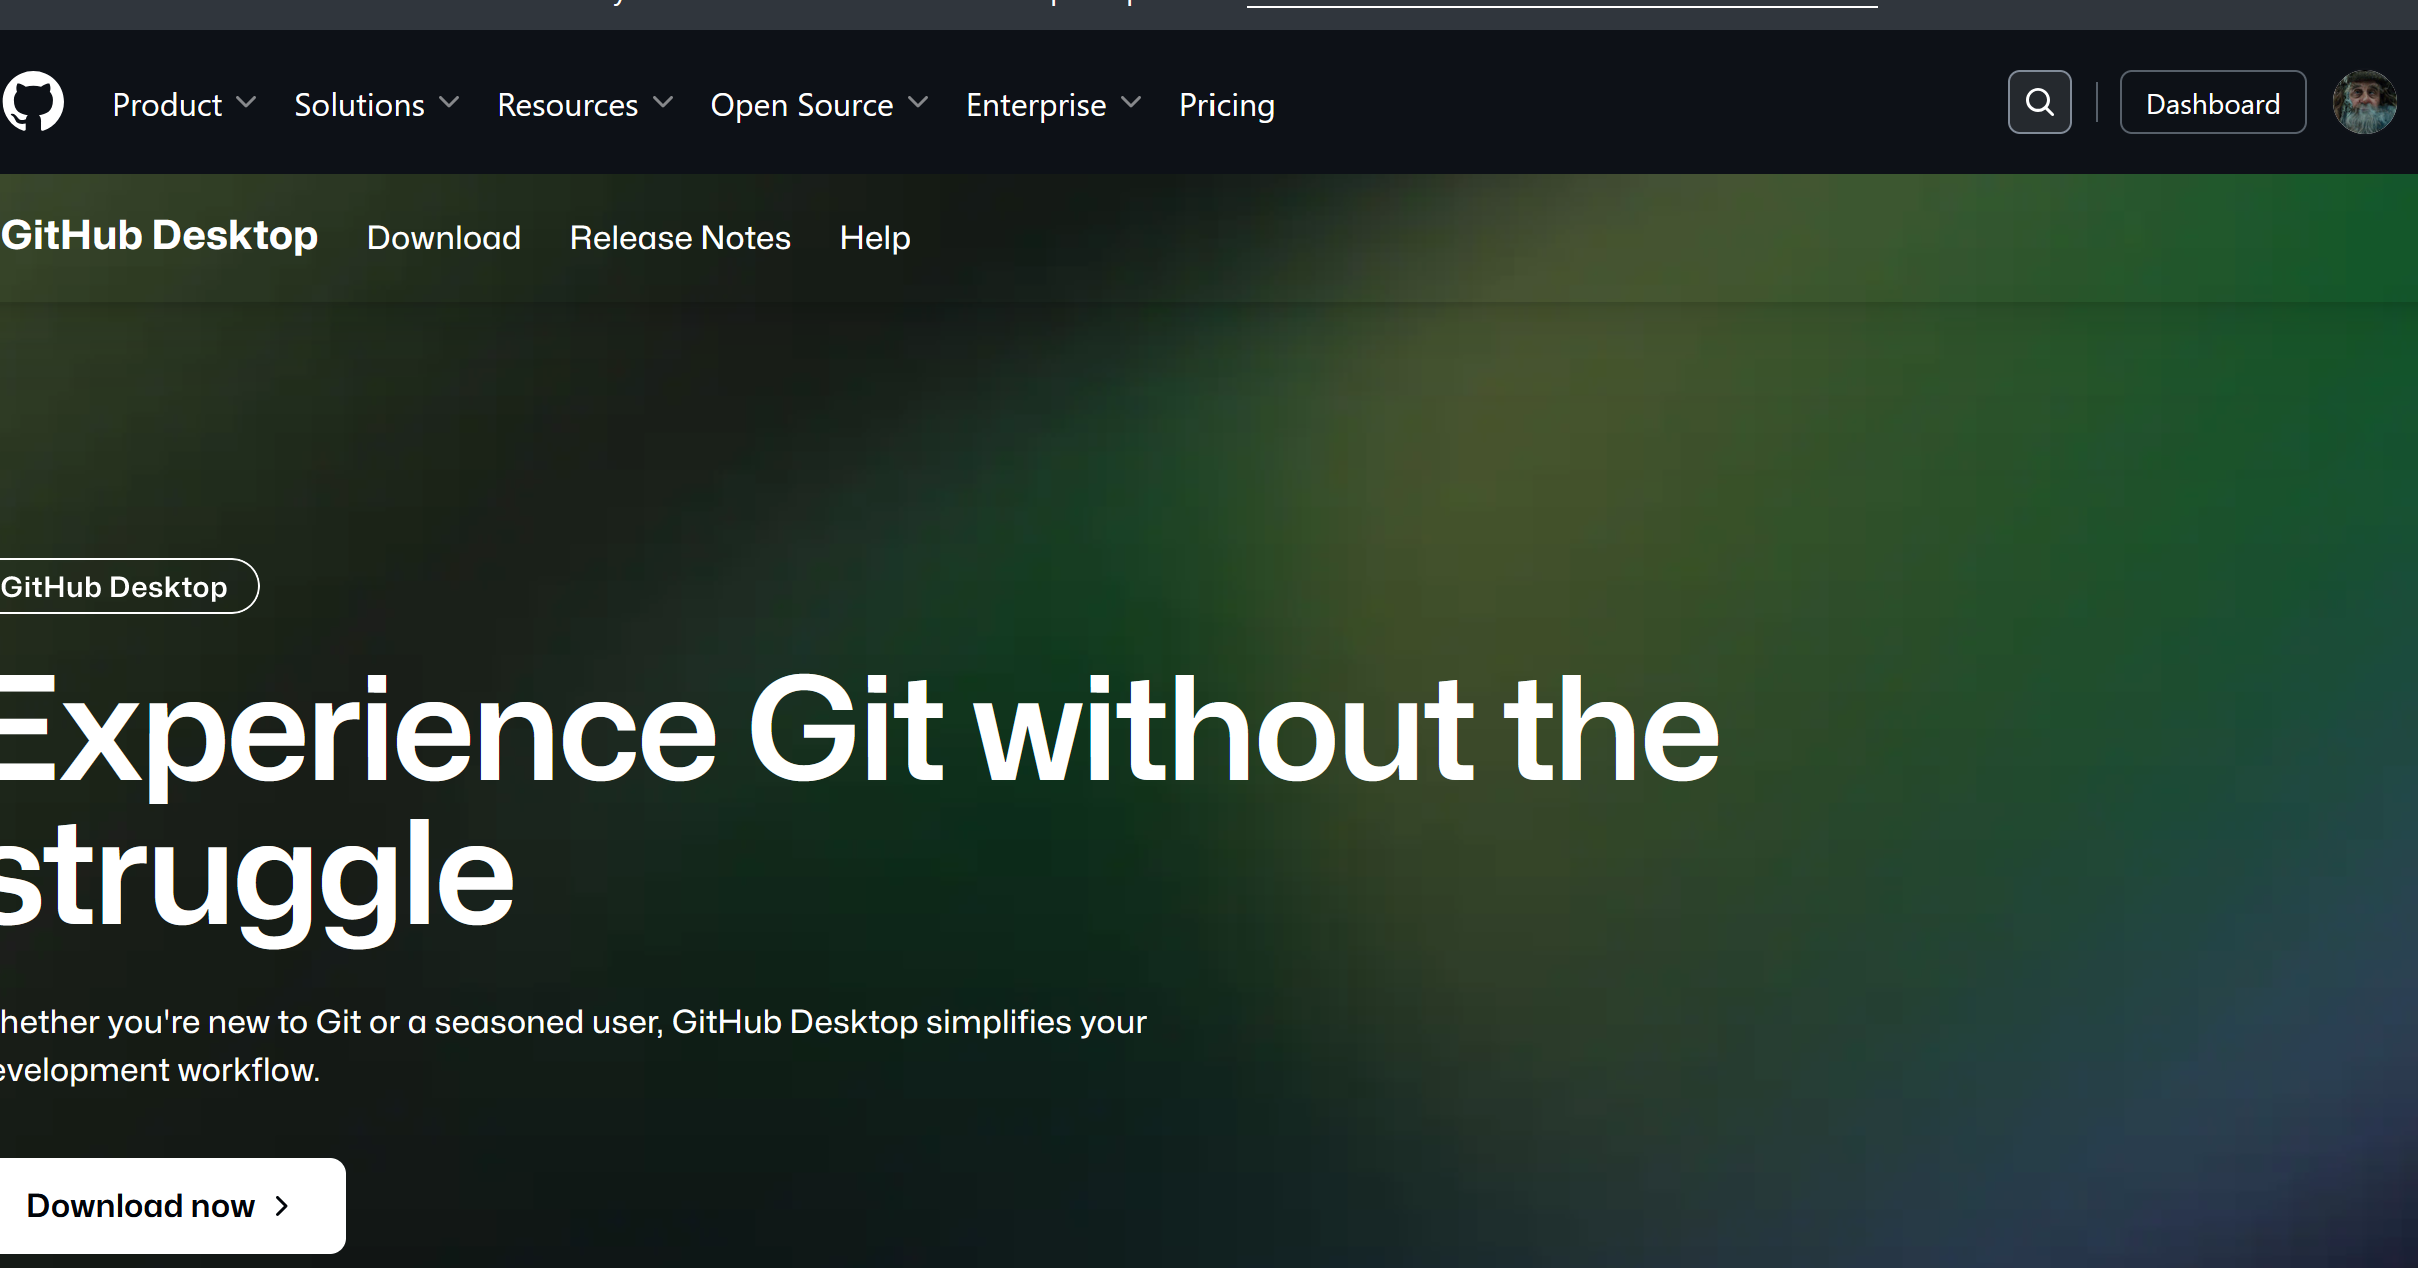 Product Solutions Resources Open Source Enterprise Pricing Dashboard
GitHub Desktop Download Release Notes Help
GitHub Desktop
Experience Git without the
struggle
hether you're new to Git or a seasoned user, GitHub Desktop simplifies your
evelopment workflow.
Download now